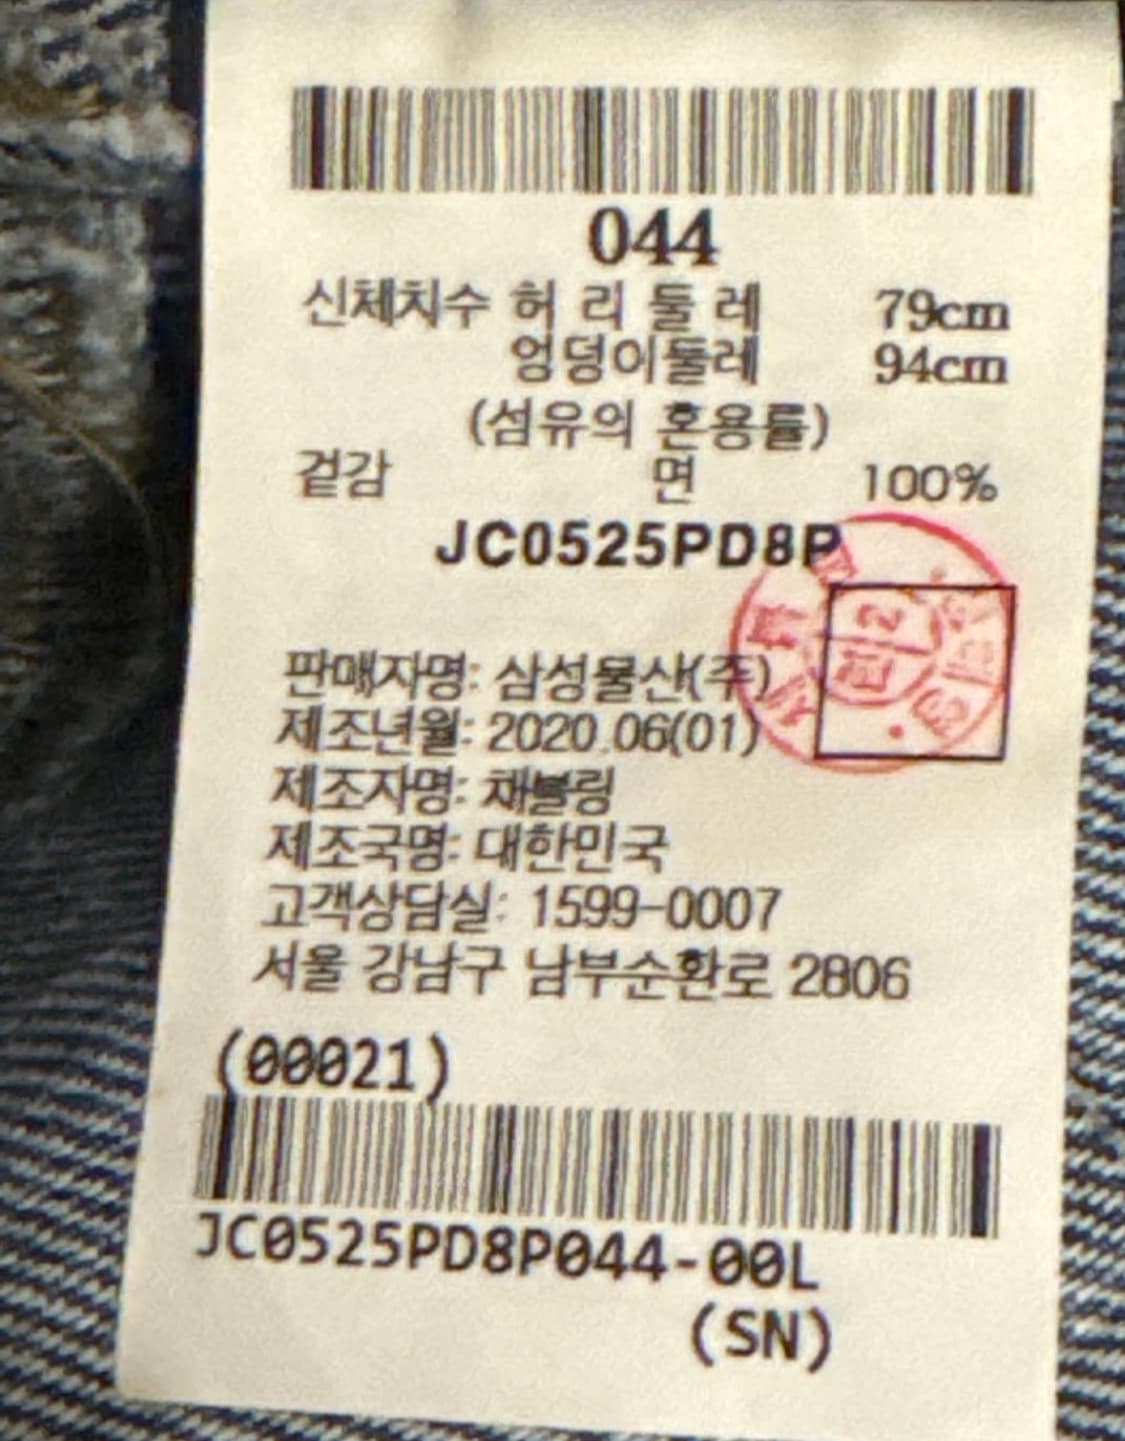 044
신체치수 허 리 둘 레 79cm
엉덩이둘레 94cm
(섬유의 혼용률)
겉감 면 100%
JC0525PD8P
판매자명: 삼성물산(주)
제조년월: 2020.06(01)
제조자명: 채블링
제조국명: 대한민국
고객상담실: 1599-0007
서울 강남구 남부순환로 2806
(00021)
JC0525PD8P044-00L
(SN)